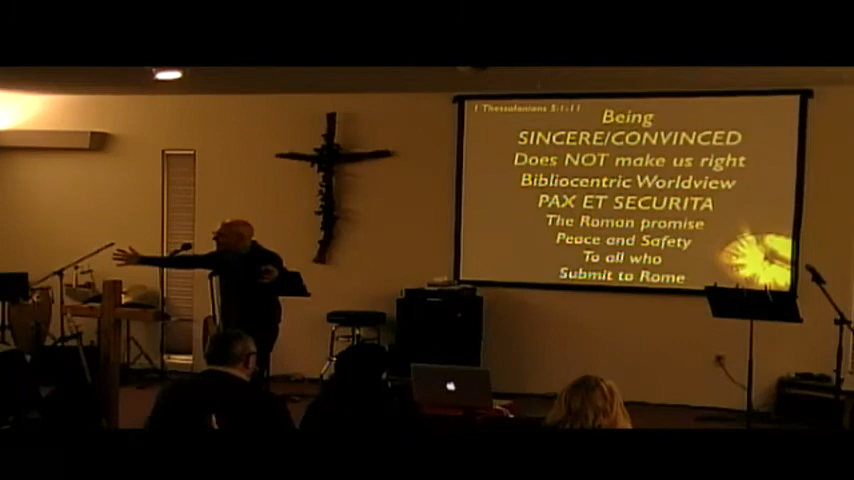 1 Thessalonians 5:1-11
Being
SINCERE/CONVINCED
Does NOT make us right
Bibliocentric Worldview
PAX ET SECURITA
The Roman promise
Peace and Safety
To all who
Submit to Rome